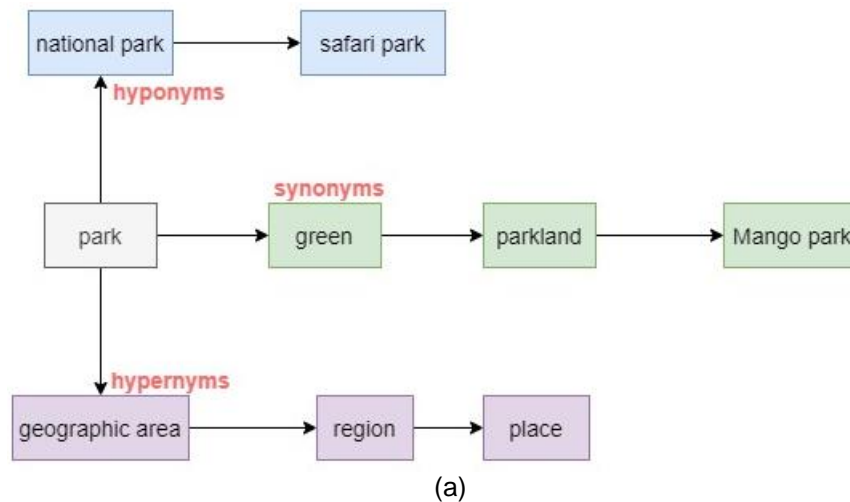 national park
safari park
hyponyms
synonyms
park
green
parkland
Mango park
hypernyms
geographic area
region
place
(a)